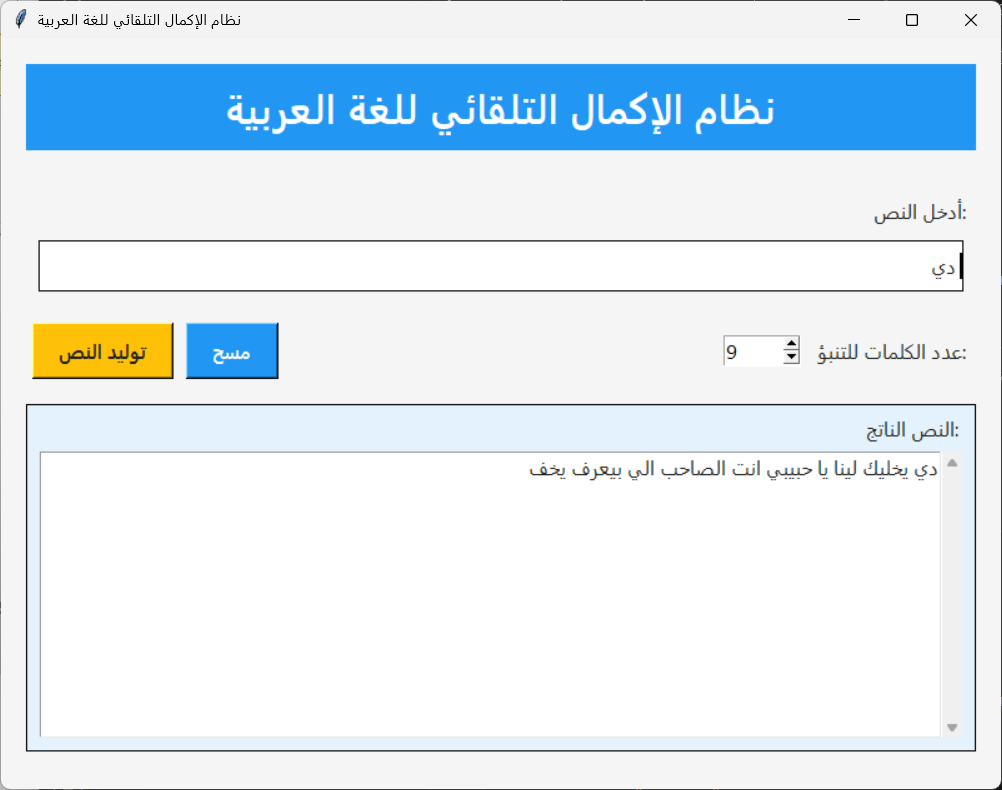 نظام الإكمال التلقائي للغة العربية
نظام الإكمال التلقائي للغة العربية
أدخل النص:
دي
عدد الكلمات للتنبؤ: 9
مسح
توليد النص
النص الناتج:
دي يخليك لينا يا حبيبي انت الصاحب الي بيعرف يخف